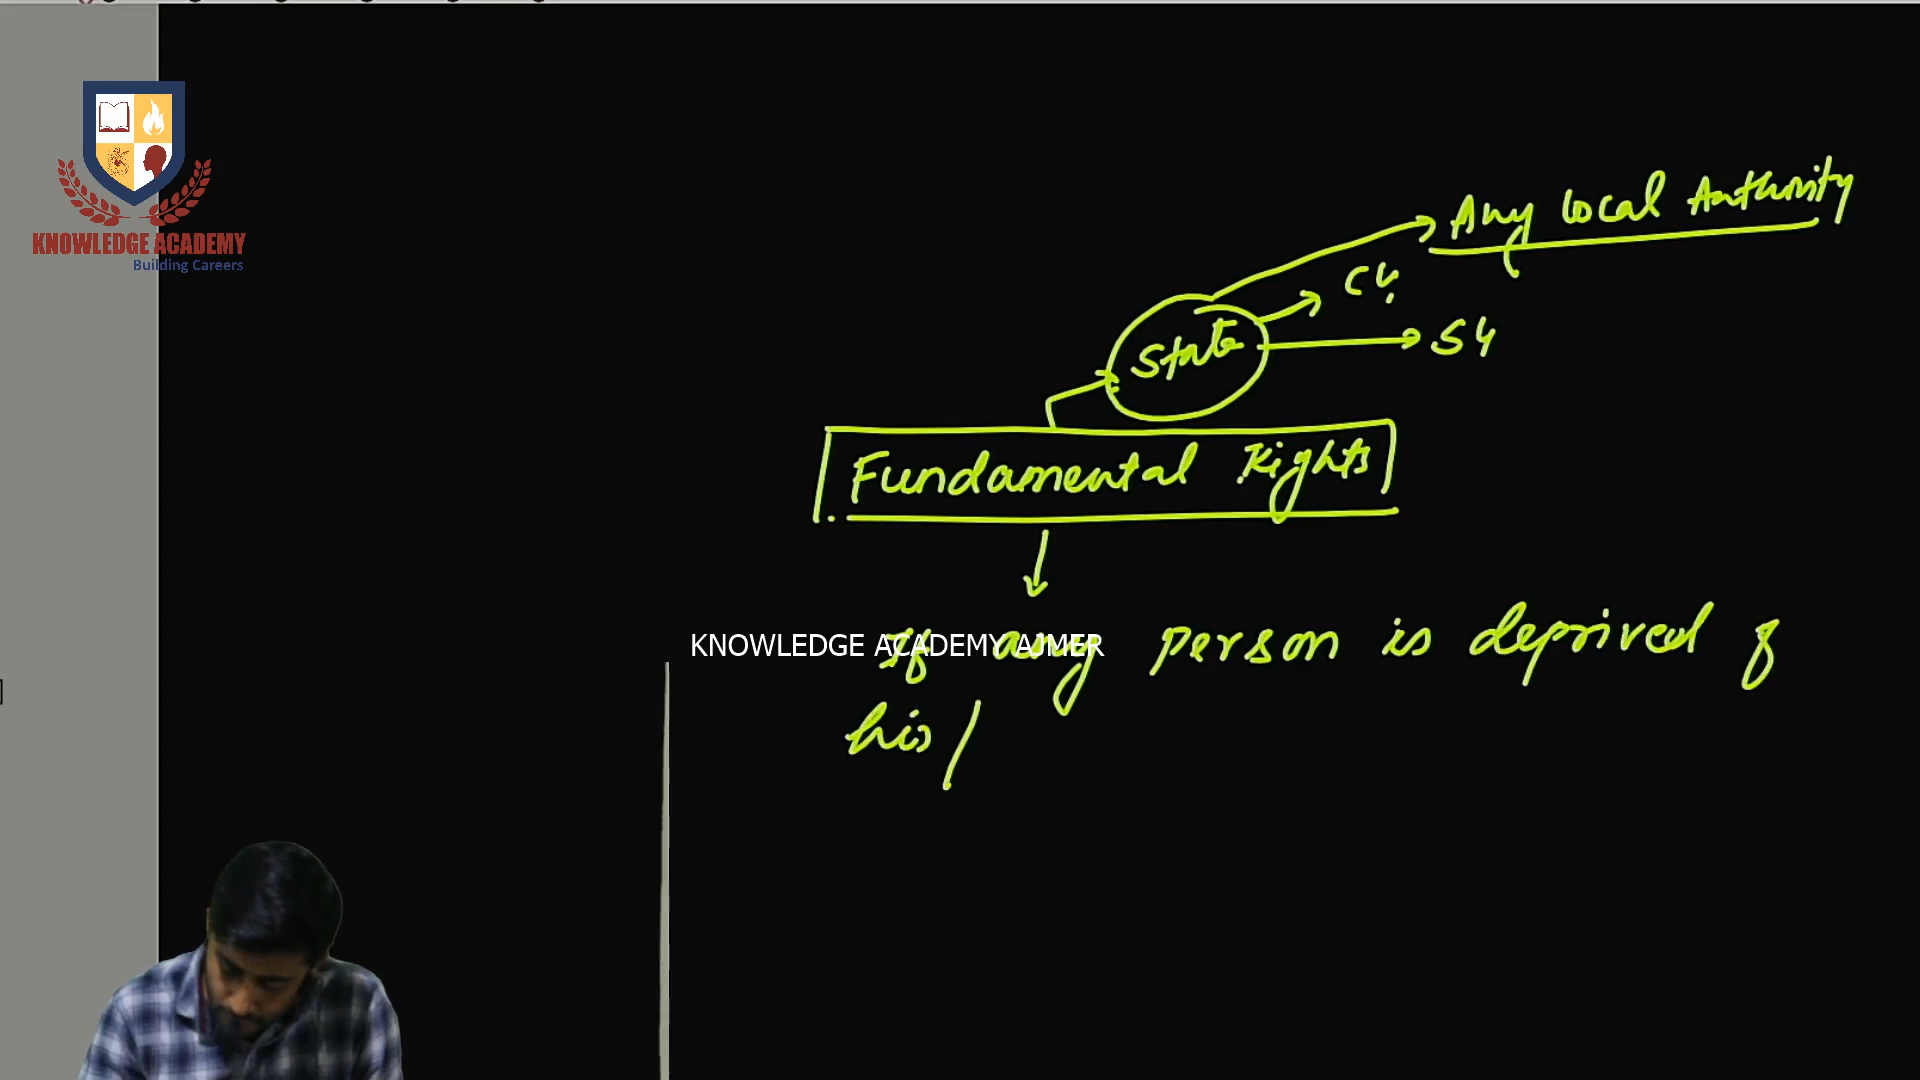 KNOWLEDGE ACADEMY
Building Careers
Any Local Authority
CG
SG
State
Fundamental Rights
KNOWLEDGE ACADEMY AJMER
If any person is deprived of
his/